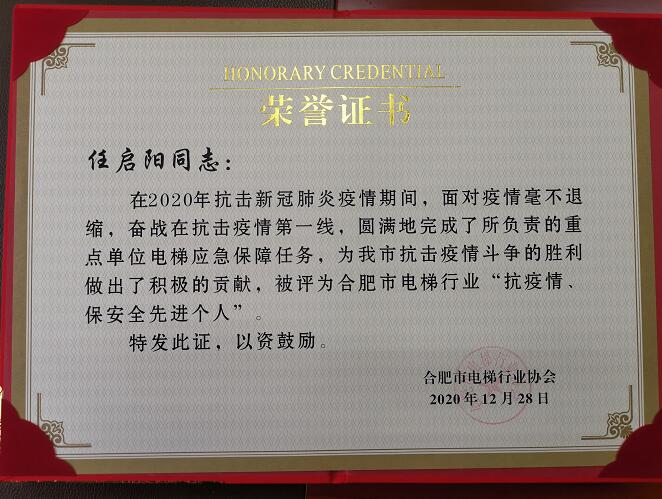 HONORARY CREDENTIAL
荣誉证书
任启阳同志：
在2020年抗击新冠肺炎疫情期间，面对疫情毫不退
缩，奋战在抗击疫情第一线，圆满地完成了所负责的重
点单位电梯应急保障任务，为我市抗击疫情斗争的胜利
做出了积极的贡献，被评为合肥市电梯行业“抗疫情、
保安全先进个人”。
特发此证，以资鼓励。
合肥市电梯行业协会
2020年12月28日